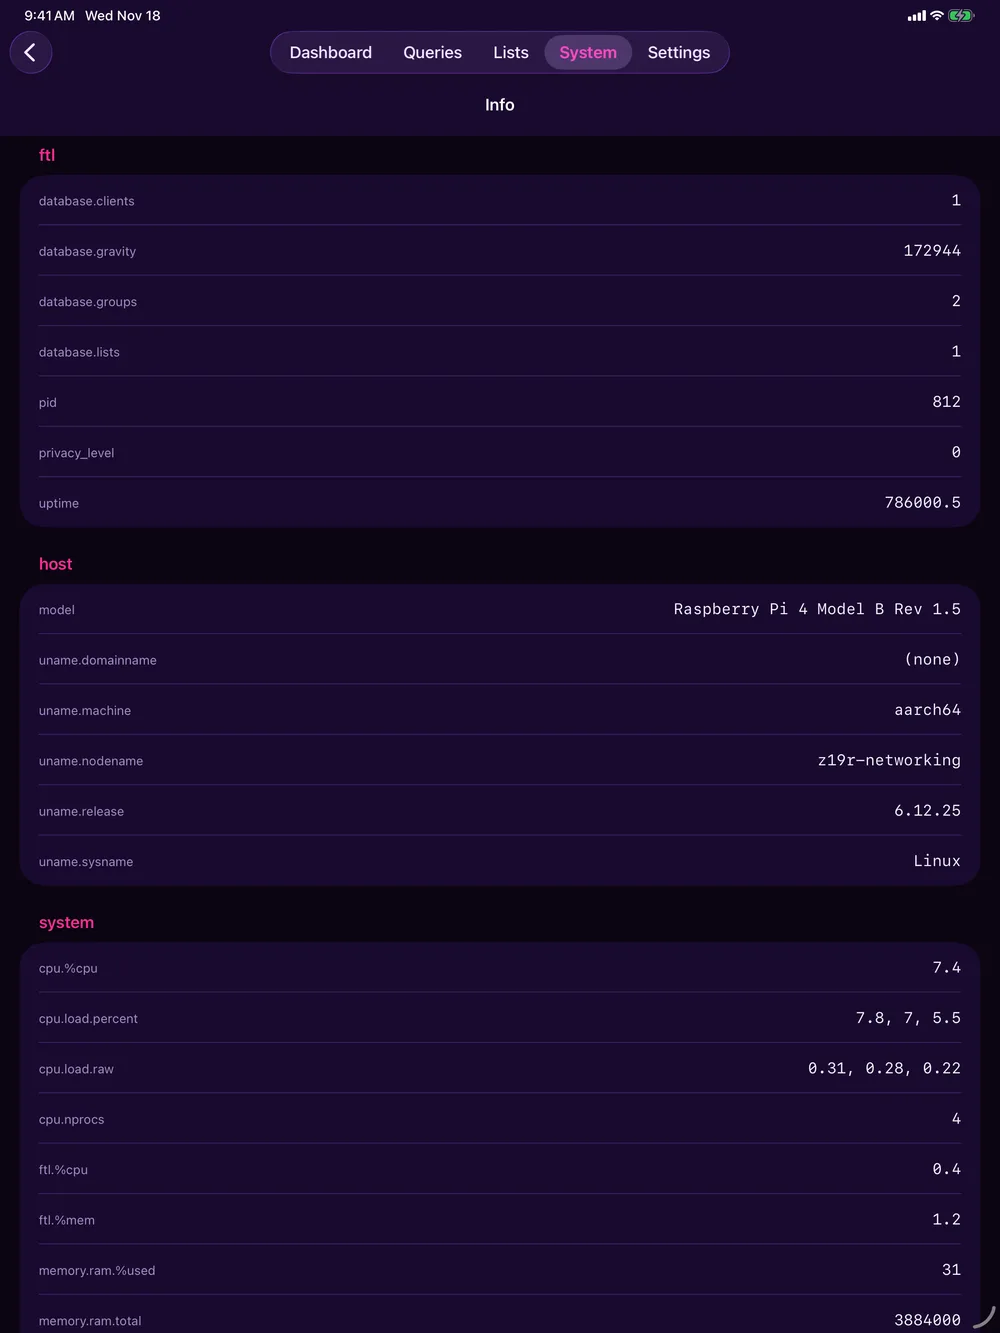 9:41 AM Wed Nov 18
Dashboard Queries Lists System Settings
Info
ftl
database.clients 1
database.gravity 172944
database.groups 2
database.lists 1
pid 812
privacy_level 0
uptime 786000.5
host
model Raspberry Pi 4 Model B Rev 1.5
uname.domainname (none)
uname.machine aarch64
uname.nodename z19r-networking
uname.release 6.12.25
uname.sysname Linux
system
cpu.%cpu 7.4
cpu.load.percent 7.8, 7, 5.5
cpu.load.raw 0.31, 0.28, 0.22
cpu.nprocs 4
ftl.%cpu 0.4
ftl.%mem 1.2
memory.ram.%used 31
memory.ram.total 3884000